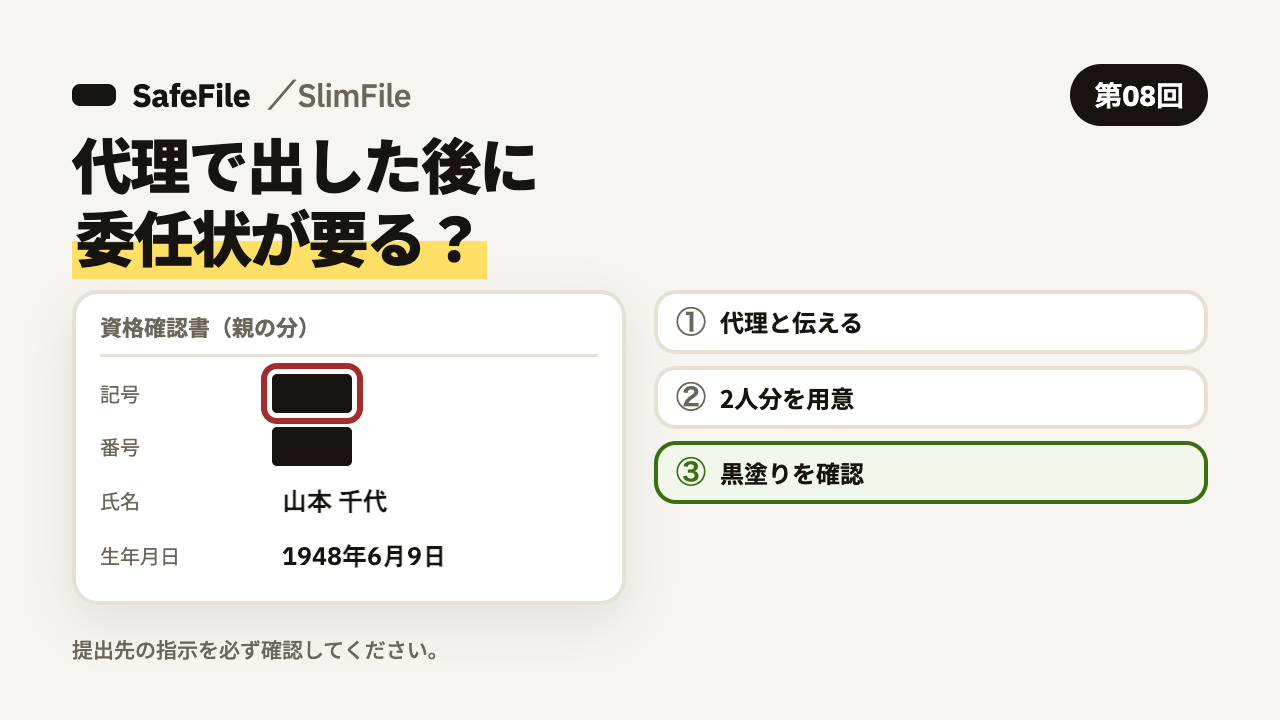 SafeFile ／SlimFile
第08回
代理で出した後に
委任状が要る？
資格確認書（親の分）
記号
番号
氏名 山本 千代
生年月日 1948年6月9日
① 代理と伝える
② 2人分を用意
③ 黒塗りを確認
提出先の指示を必ず確認してください。